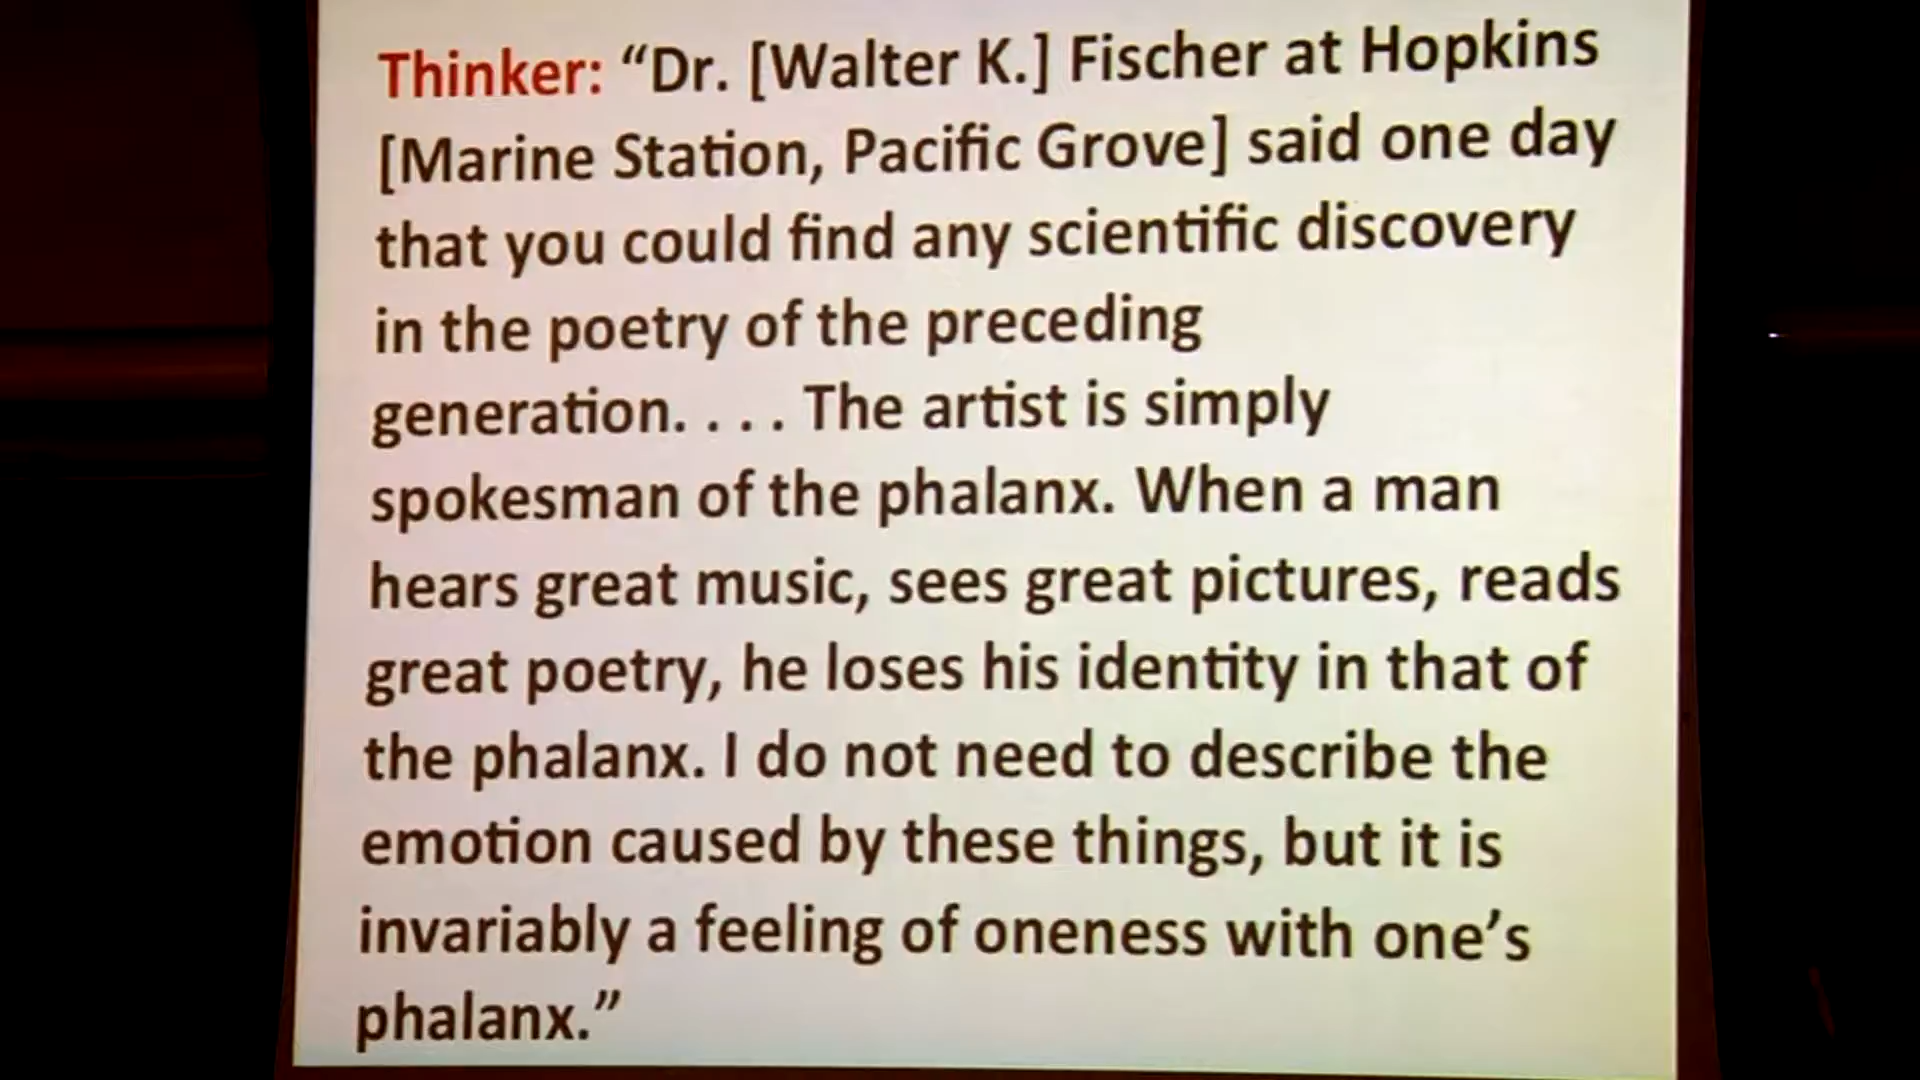 Thinker: “Dr. [Walter K.] Fischer at Hopkins
[Marine Station, Pacific Grove] said one day
that you could find any scientific discovery
in the poetry of the preceding
generation. . . . The artist is simply
spokesman of the phalanx. When a man
hears great music, sees great pictures, reads
great poetry, he loses his identity in that of
the phalanx. I do not need to describe the
emotion caused by these things, but it is
invariably a feeling of oneness with one’s
phalanx.”